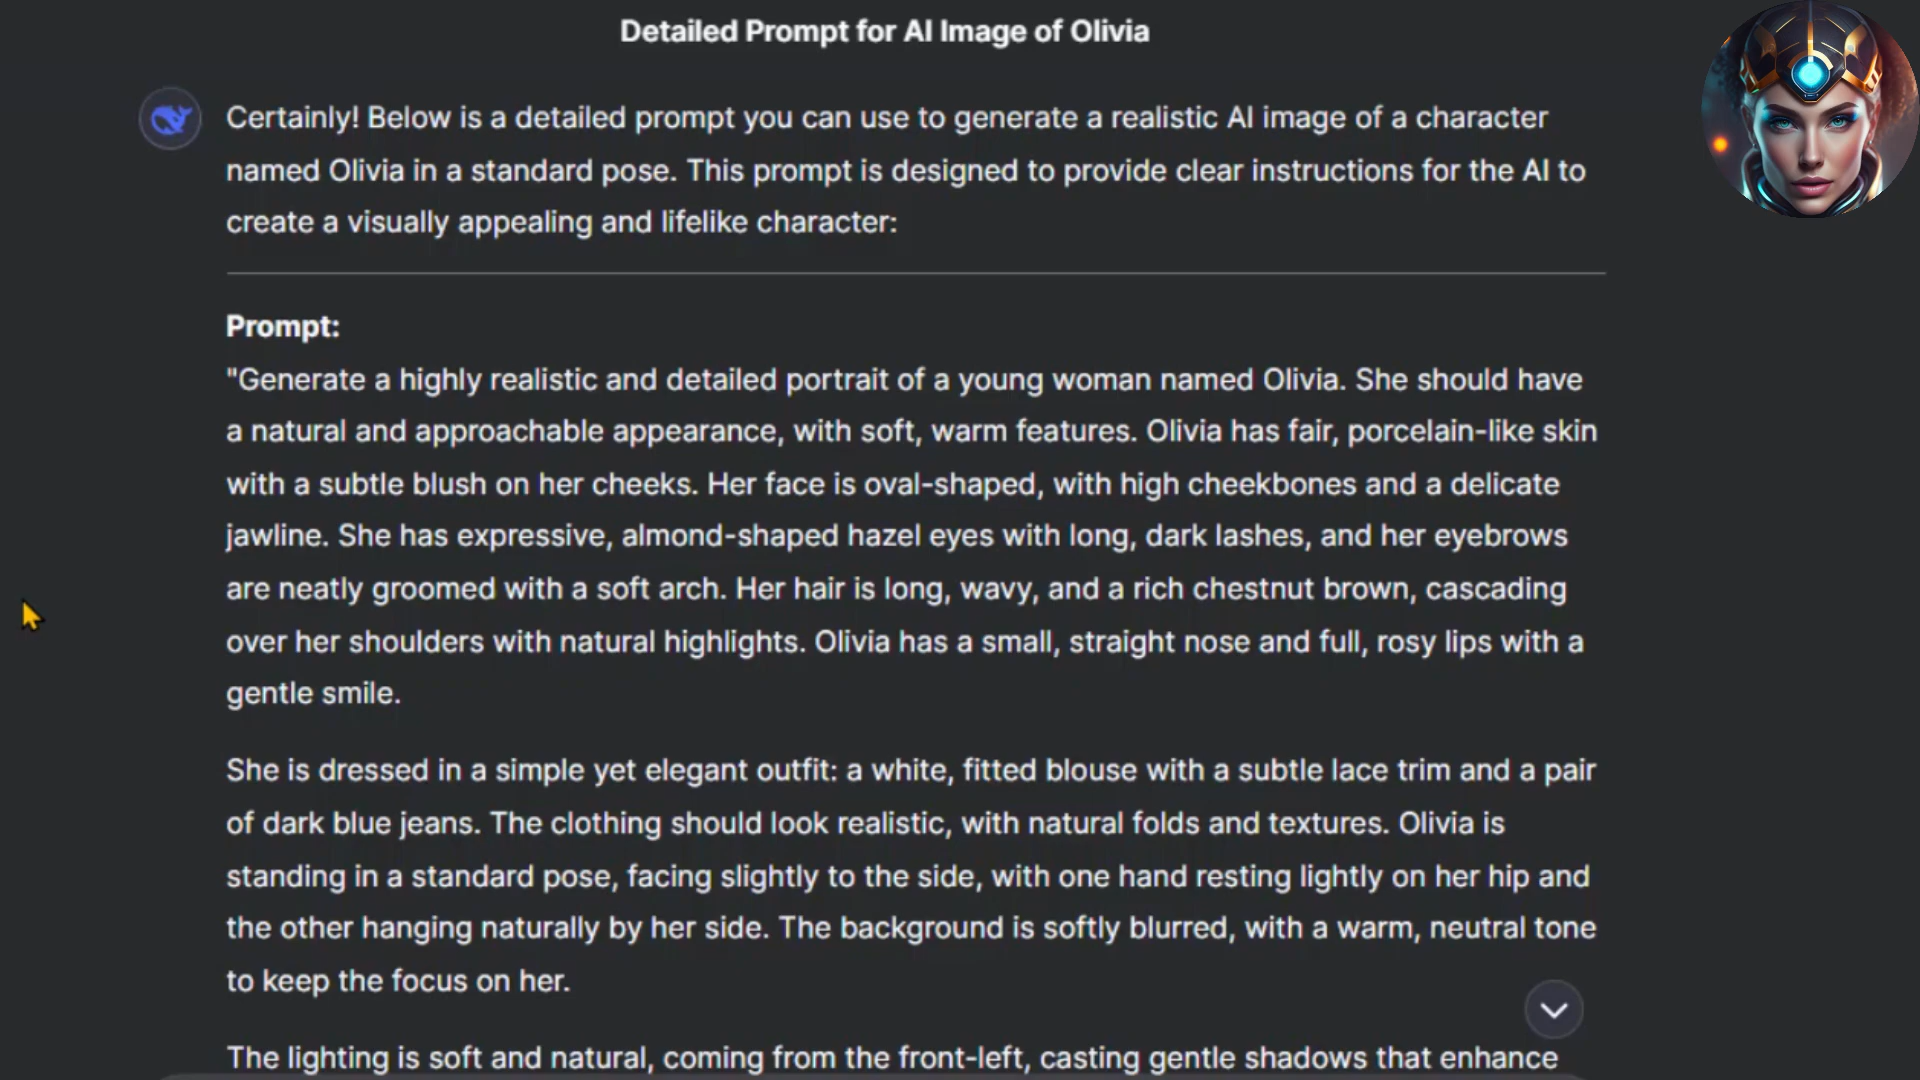 Detailed Prompt for AI Image of Olivia
Certainly! Below is a detailed prompt you can use to generate a realistic AI image of a character
named Olivia in a standard pose. This prompt is designed to provide clear instructions for the AI to
create a visually appealing and lifelike character:
Prompt:
"Generate a highly realistic and detailed portrait of a young woman named Olivia. She should have
a natural and approachable appearance, with soft, warm features. Olivia has fair, porcelain-like skin
with a subtle blush on her cheeks. Her face is oval-shaped, with high cheekbones and a delicate
jawline. She has expressive, almond-shaped hazel eyes with long, dark lashes, and her eyebrows
are neatly groomed with a soft arch. Her hair is long, wavy, and a rich chestnut brown, cascading
over her shoulders with natural highlights. Olivia has a small, straight nose and full, rosy lips with a
gentle smile.
She is dressed in a simple yet elegant outfit: a white, fitted blouse with a subtle lace trim and a pair
of dark blue jeans. The clothing should look realistic, with natural folds and textures. Olivia is
standing in a standard pose, facing slightly to the side, with one hand resting lightly on her hip and
the other hanging naturally by her side. The background is softly blurred, with a warm, neutral tone
to keep the focus on her.
The lighting is soft and natural, coming from the front-left, casting gentle shadows that enhance